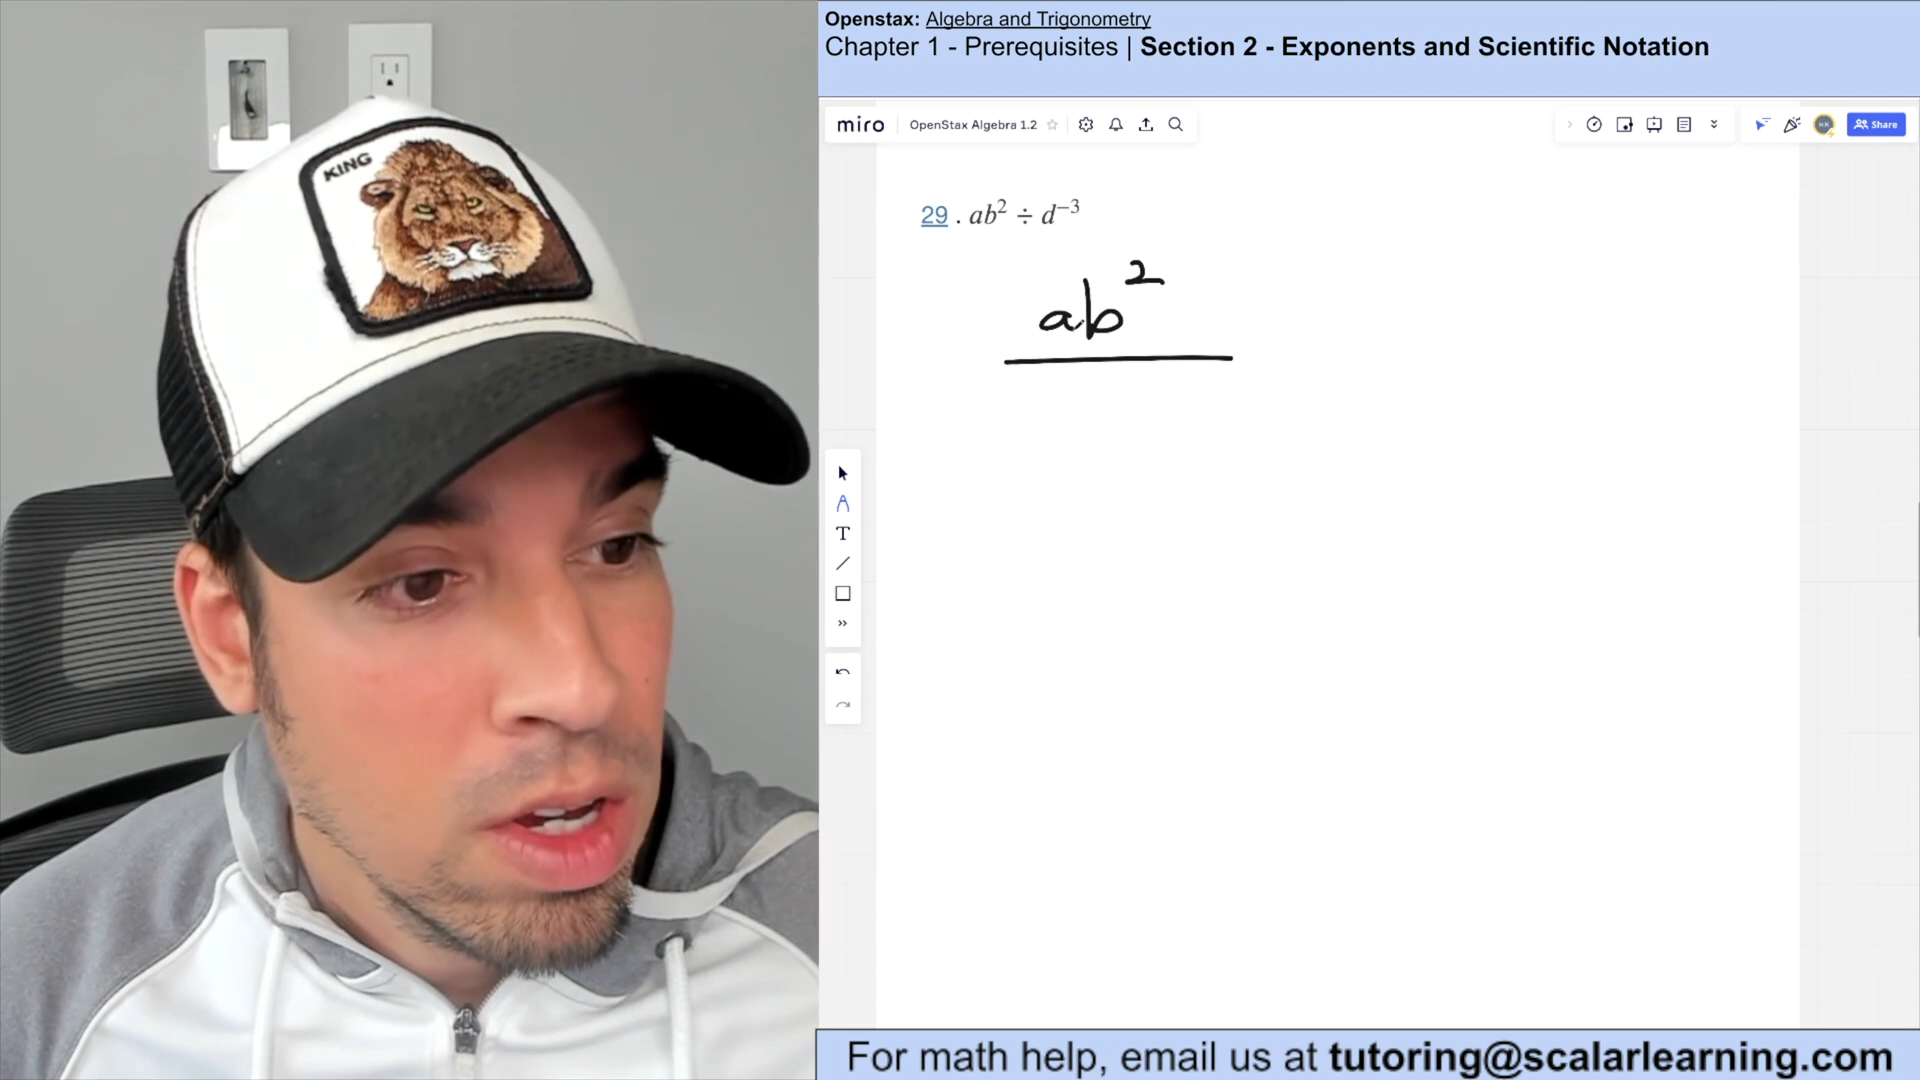 Openstax: Algebra and Trigonometry
Chapter 1 - Prerequisites | Section 2 - Exponents and Scientific Notation
KING
miro OpenStax Algebra 1.2
Share
29 . ab² ÷ d⁻³
ab²
T
For math help, email us at tutoring@scalarlearning.com